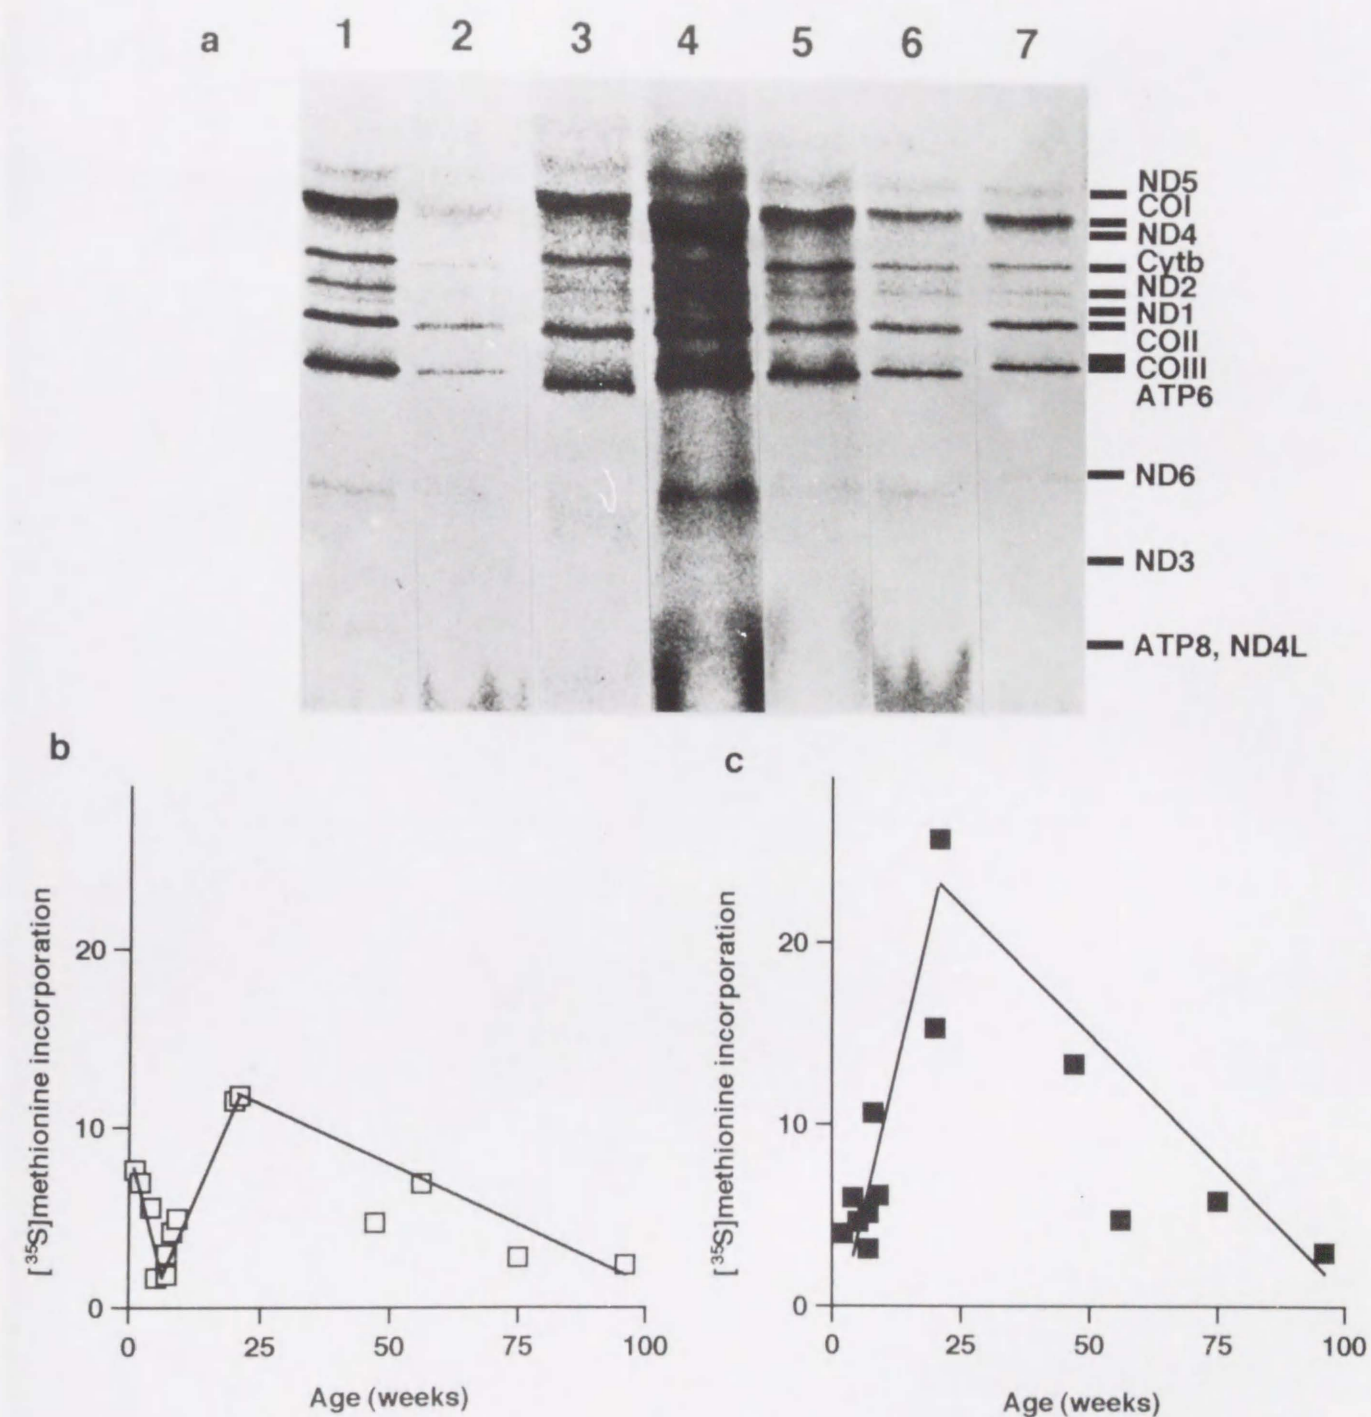 a 1 2 3 4 5 6 7
ND5
COI
ND4
Cytb
ND2
ND1
COII
COIII
ATP6
ND6
ND3
ATP8, ND4L
b
[³⁵S]methionine incorporation
20
10
0
0 25 50 75 100
Age (weeks)
c
[³⁵S]methionine incorporation
20
10
0
0 25 50 75 100
Age (weeks)